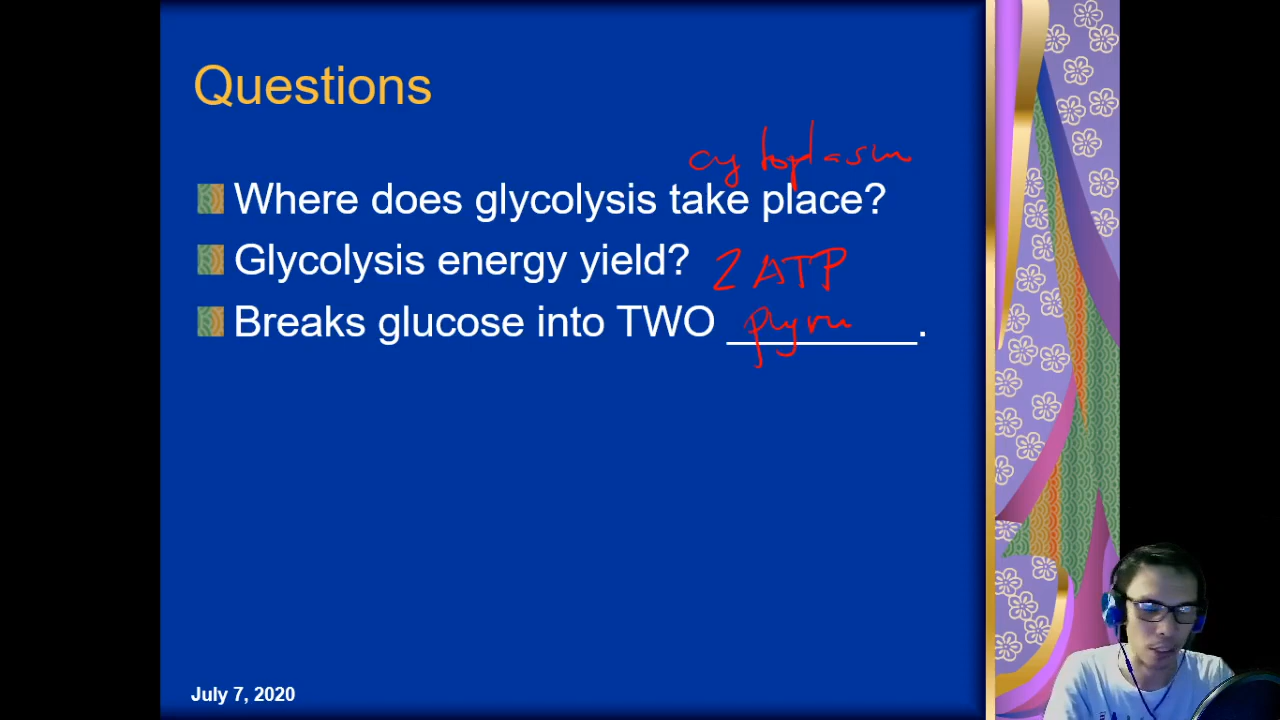 Questions
cytoplasm
Where does glycolysis take place?
Glycolysis energy yield? 2 ATP
Breaks glucose into TWO pyru________.
July 7, 2020